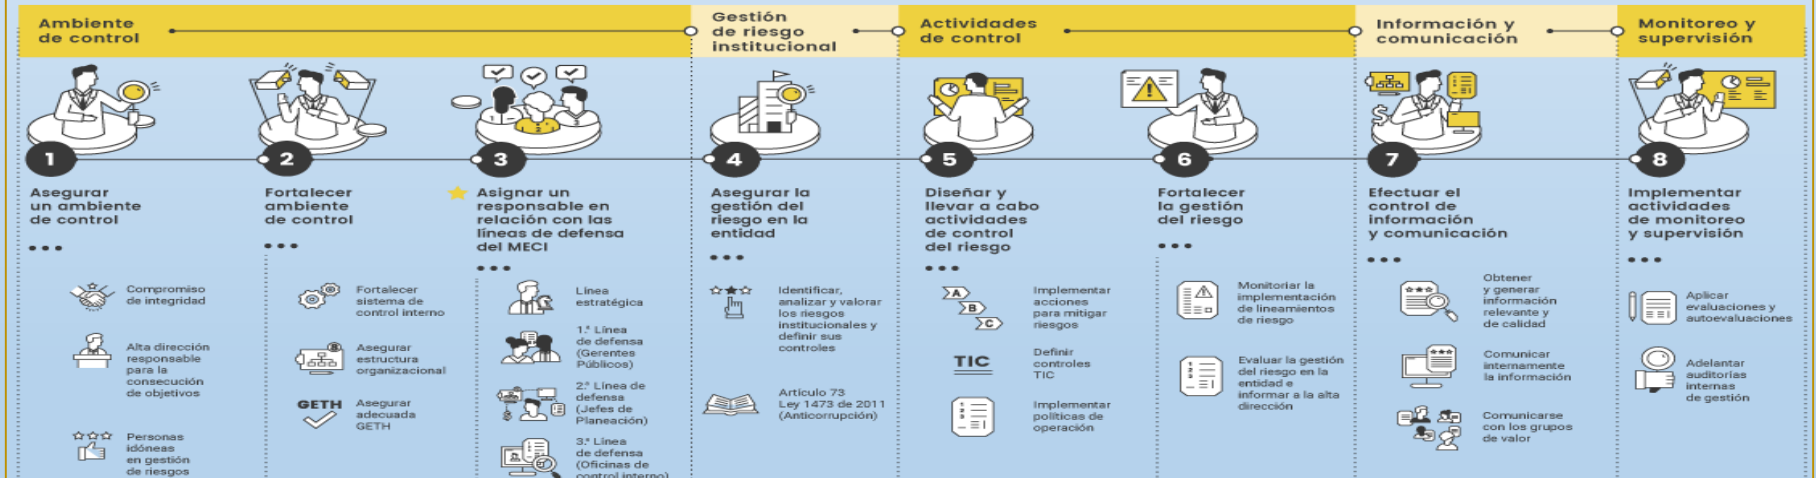 Ambiente
de control
Gestión
de riesgo
institucional
Actividades
de control
Información y
comunicación
Monitoreo y
supervisión
1
Asegurar
un ambiente
de control
Compromiso
de integridad
Alta dirección
responsable
para la
consecución
de objetivos
Personas
idóneas
en gestión
de riesgos
2
Fortalecer
ambiente
de control
Fortalecer
sistema de
control interno
Asegurar
estructura
organizacional
GETH
Asegurar
adecuada
GETH
3
Asignar un
responsable en
relación con las
líneas de defensa
del MECI
Línea
estratégica
1.ª Línea
de defensa
(Gerentes
Públicos)
2.ª Línea de
defensa
(Jefes de
Planeación)
3.ª Línea
de defensa
(Oficinas de
control interno)
4
Asegurar la
gestión del
riesgo en la
entidad
Identificar,
analizar y valorar
los riesgos
institucionales y
definir sus
controles
Artículo 73
Ley 1473 de 2011
(Anticorrupción)
5
Diseñar y
llevar a cabo
actividades
de control
del riesgo
A
B
C
Implementar
acciones
para mitigar
riesgos
TIC
Definir
controles
TIC
Implementar
políticas de
operación
6
Fortalecer
la gestión
del riesgo
Monitoriar la
implementación
de lineamientos
de riesgo
Evaluar la gestión
del riesgo en la
entidad e
informar a la alta
dirección
7
Efectuar el
control de
información
y comunicación
Obtener
y generar
información
relevante y
de calidad
Comunicar
internamente
la información
Comunicarse
con los grupos
de valor
8
Implementar
actividades
de monitoreo
y supervisión
Aplicar
evaluaciones y
autoevaluaciones
Adelantar
auditorías
internas
de gestión